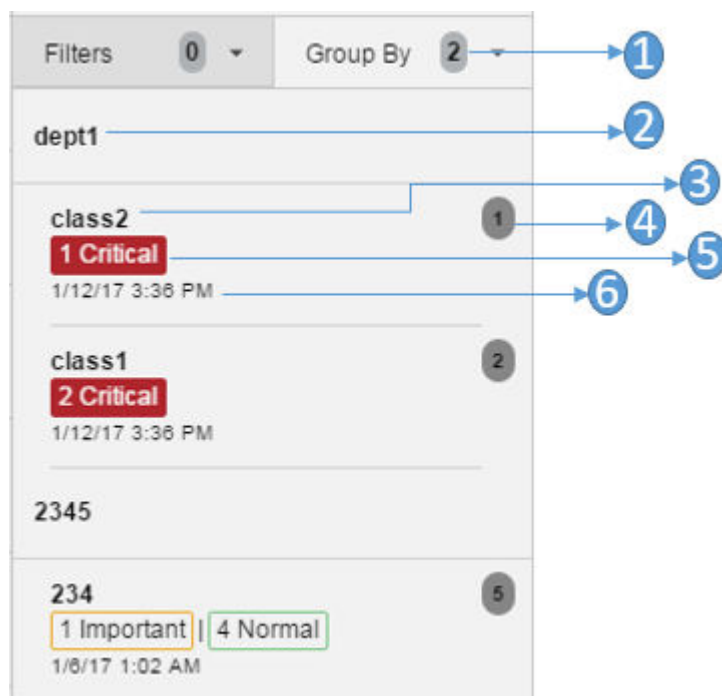 Filters 0 Group By 2 1
dept1 2
class2 3
1 4
1 Critical 5
1/12/17 3:36 PM 6
class1 2
2 Critical
1/12/17 3:36 PM
2345
234 5
1 Important | 4 Normal
1/6/17 1:02 AM